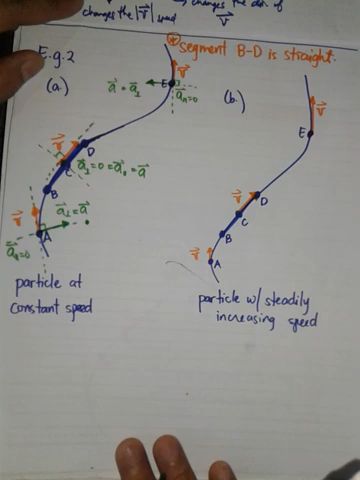 → changes the dir. of
changes the |v⃗| speed
v⃗
E.g.2
* segment B-D is straight.
(a.)
a⃗ = a⃗⊥
E
v⃗
a⃗∥=0
(b.)
v⃗
E
v⃗
D
C
a⃗⊥=0=a⃗∥=a⃗
B
v⃗
a⃗⊥=a⃗
A
a⃗∥=0
v⃗
D
C
B
v⃗
A
particle at
constant speed
particle w/ steadily
increasing speed